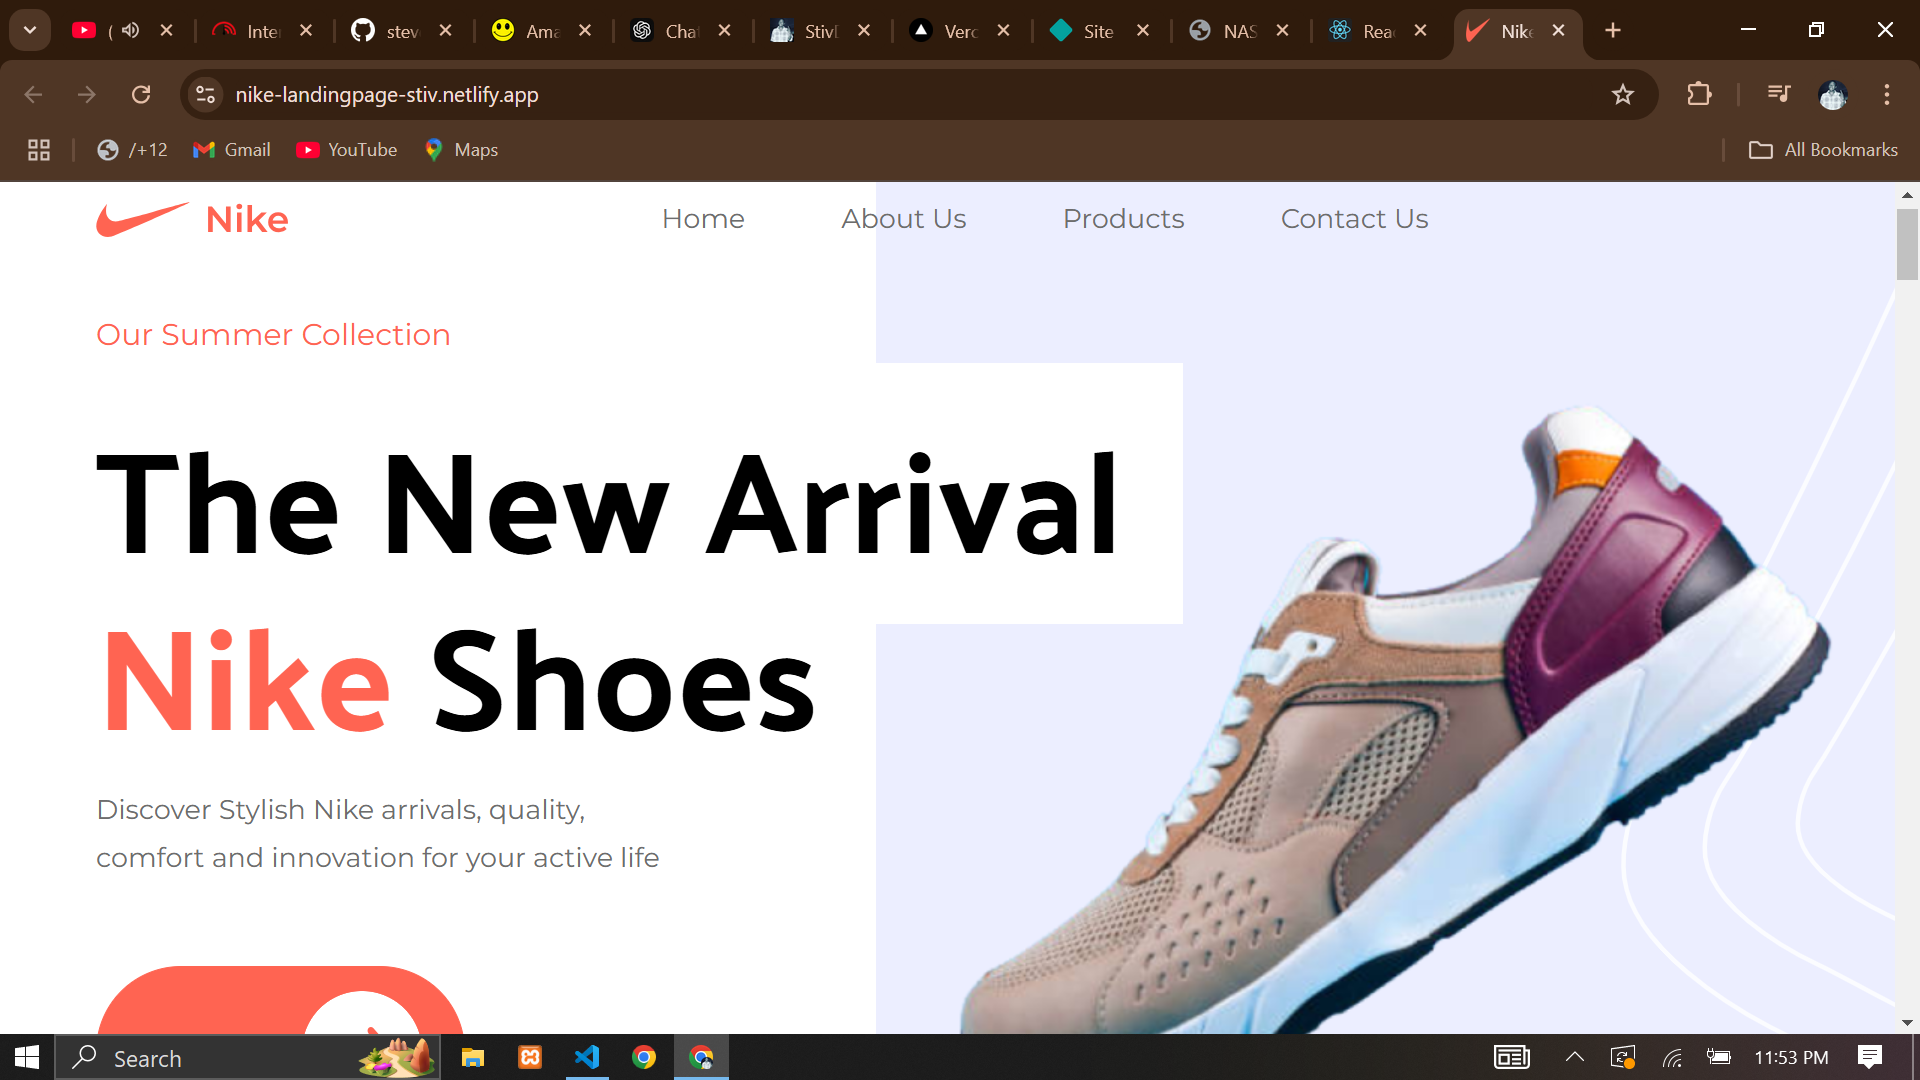 ( Inte stev Ama Chat Stivl Verc Site NAS Rea Nike
nike-landingpage-stiv.netlify.app
/+12 Gmail YouTube Maps All Bookmarks
Nike Home About Us Products Contact Us
Our Summer Collection
The New Arrival
Nike Shoes
Discover Stylish Nike arrivals, quality,
comfort and innovation for your active life
Search 11:53 PM